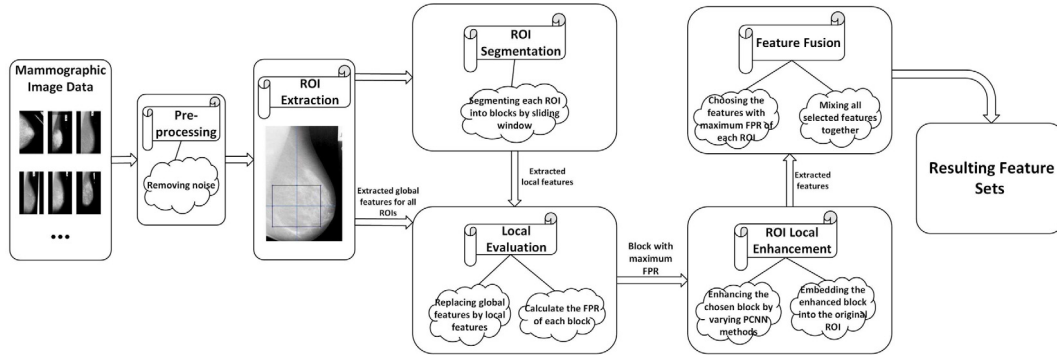 Mammographic
Image Data
Pre-
processing
Removing noise
ROI
Extraction
Extracted global
features for all
ROIs
ROI
Segmentation
Segmenting each ROI
into blocks by sliding
window
Extracted
local features
Local
Evaluation
Replacing global
features by local
features
Calculate the FPR
of each block
Block with
maximum
FPR
ROI Local
Enhancement
Enhancing the
chosen block by
varying PCNN
methods
Embedding the
enhanced block
into the original
ROI
Extracted
features
Feature Fusion
Choosing the
features with
maximum FPR
of each ROI
Mixing all
selected features
together
Resulting Feature
Sets